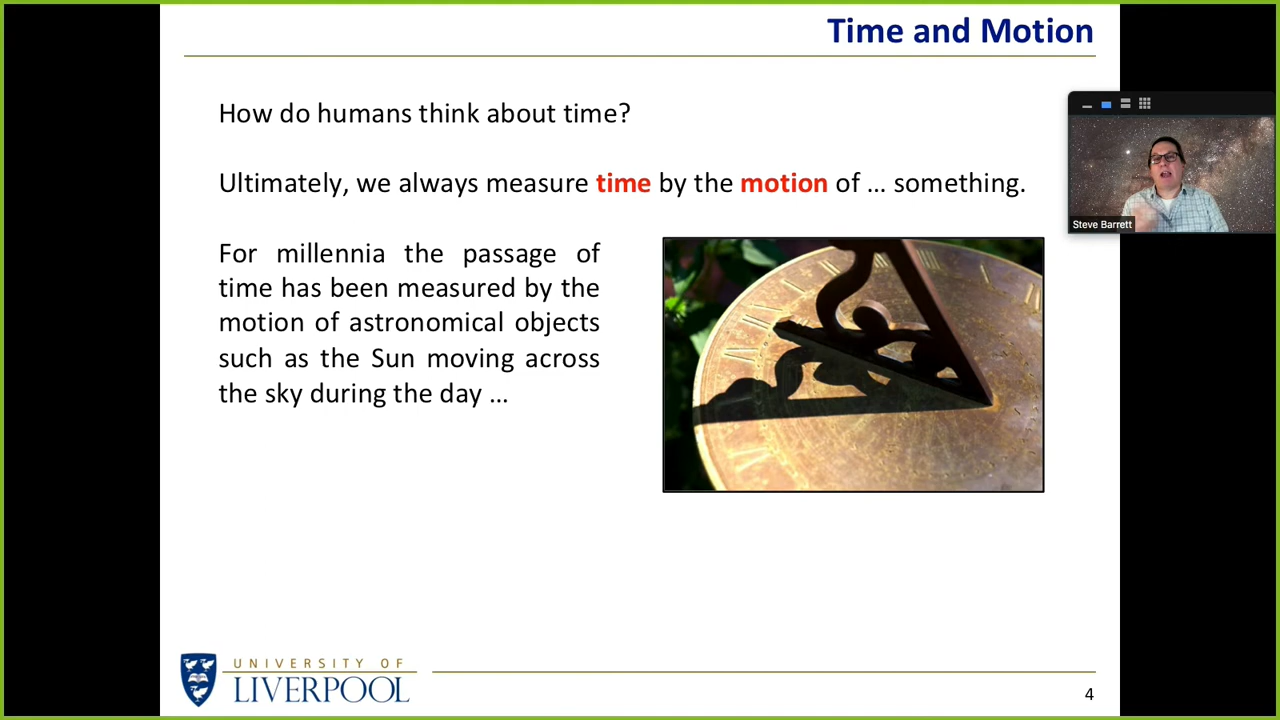 Time and Motion
How do humans think about time?
Ultimately, we always measure time by the motion of … something.
For millennia the passage of
time has been measured by the
motion of astronomical objects
such as the Sun moving across
the sky during the day …
Steve Barrett
UNIVERSITY OF
LIVERPOOL
4